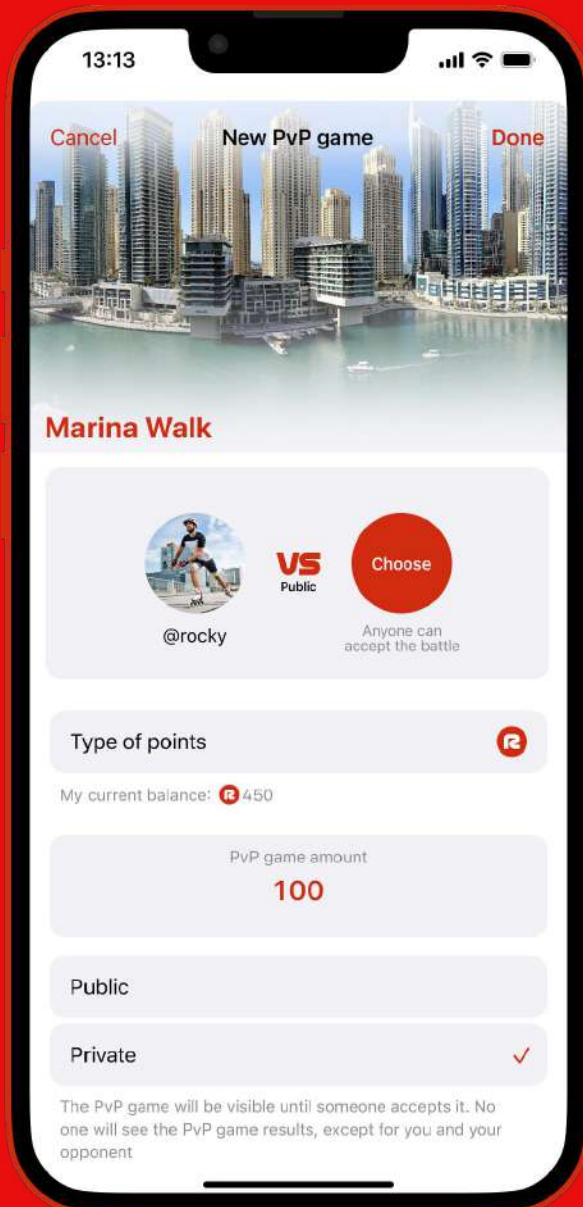 13:13
Cancel
New PvP game
Done
Marina Walk
VS
Public
Choose
@rocky
Anyone can
accept the battle
Type of points
R
My current balance: R 450
PvP game amount
100
Public
Private
The PvP game will be visible until someone accepts it. No
one will see the PvP game results, except for you and your
opponent